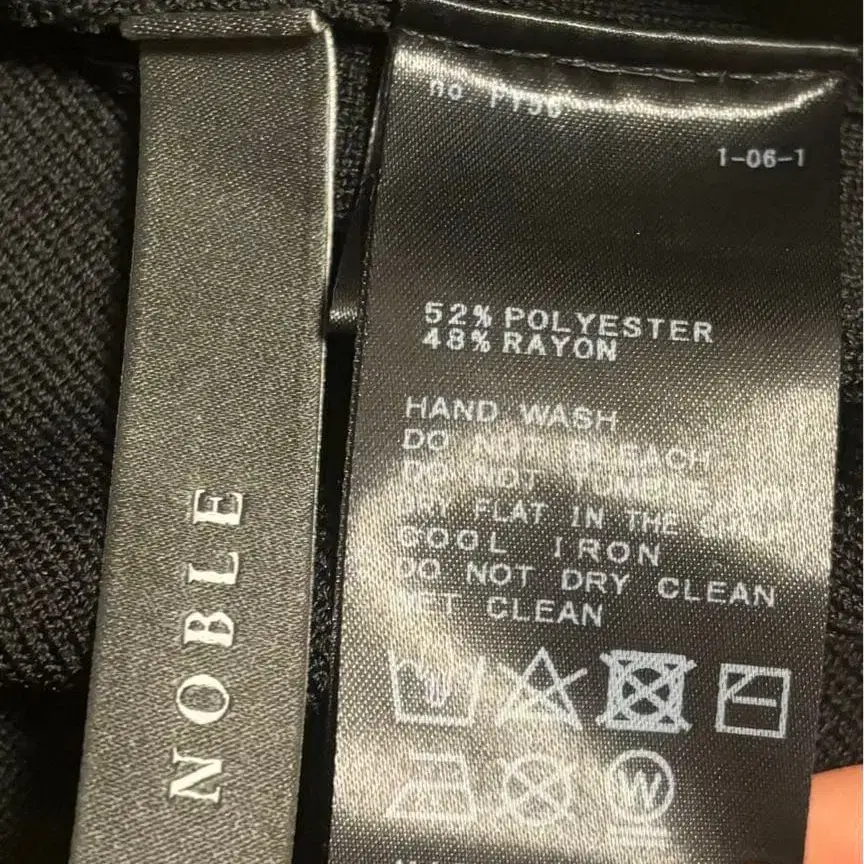 NOBLE
no
1-06-1
52% POLYESTER
48% RAYON
HAND WASH
DO NOT BLEACH
DO NOT TUMBLE
DRY FLAT IN THE
COOL IRON
DO NOT DRY CLEAN
WET CLEAN
W